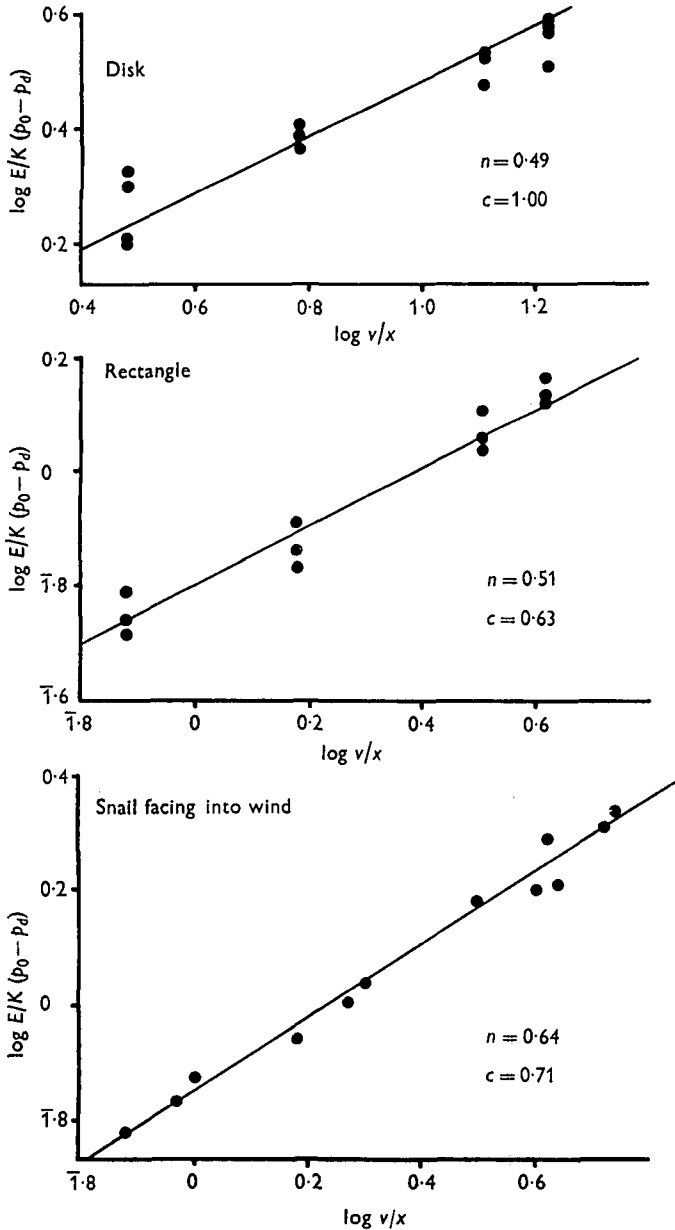 0·6
Disk
0·4
0·2
log E/K (p₀ − p_d)
n = 0·49
c = 1·00
0·4 0·6 0·8 1·0 1·2
log v/x
0·2
Rectangle
0
1̄·8
1̄·6
log E/K (p₀ − p_d)
n = 0·51
c = 0·63
1̄·8 0 0·2 0·4 0·6
log v/x
0·4
Snail facing into wind
0·2
0
1̄·8
log E/K (p₀ − p_d)
n = 0·64
c = 0·71
1̄·8 0 0·2 0·4 0·6
log v/x